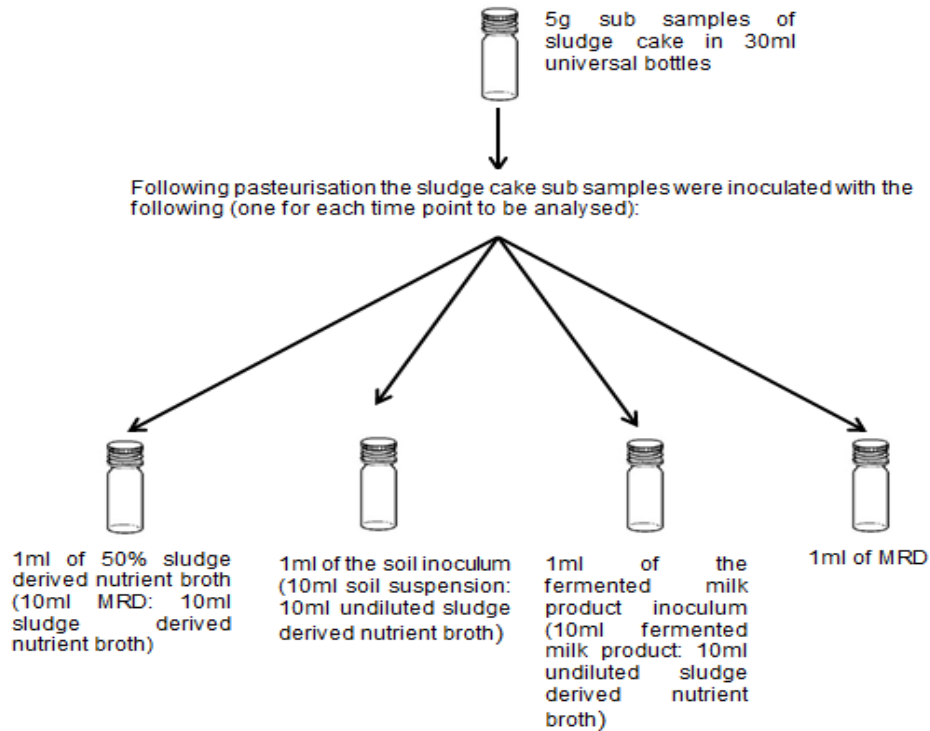 5g sub samples of
sludge cake in 30ml
universal bottles
Following pasteurisation the sludge cake sub samples were inoculated with the
following (one for each time point to be analysed):
1ml of 50% sludge
derived nutrient broth
(10ml MRD: 10ml
sludge derived
nutrient broth)
1ml of the soil inoculum
(10ml soil suspension:
10ml undiluted sludge
derived nutrient broth)
1ml of the
fermented milk
product inoculum
(10ml fermented
milk product: 10ml
undiluted sludge
derived nutrient
broth)
1ml of MRD